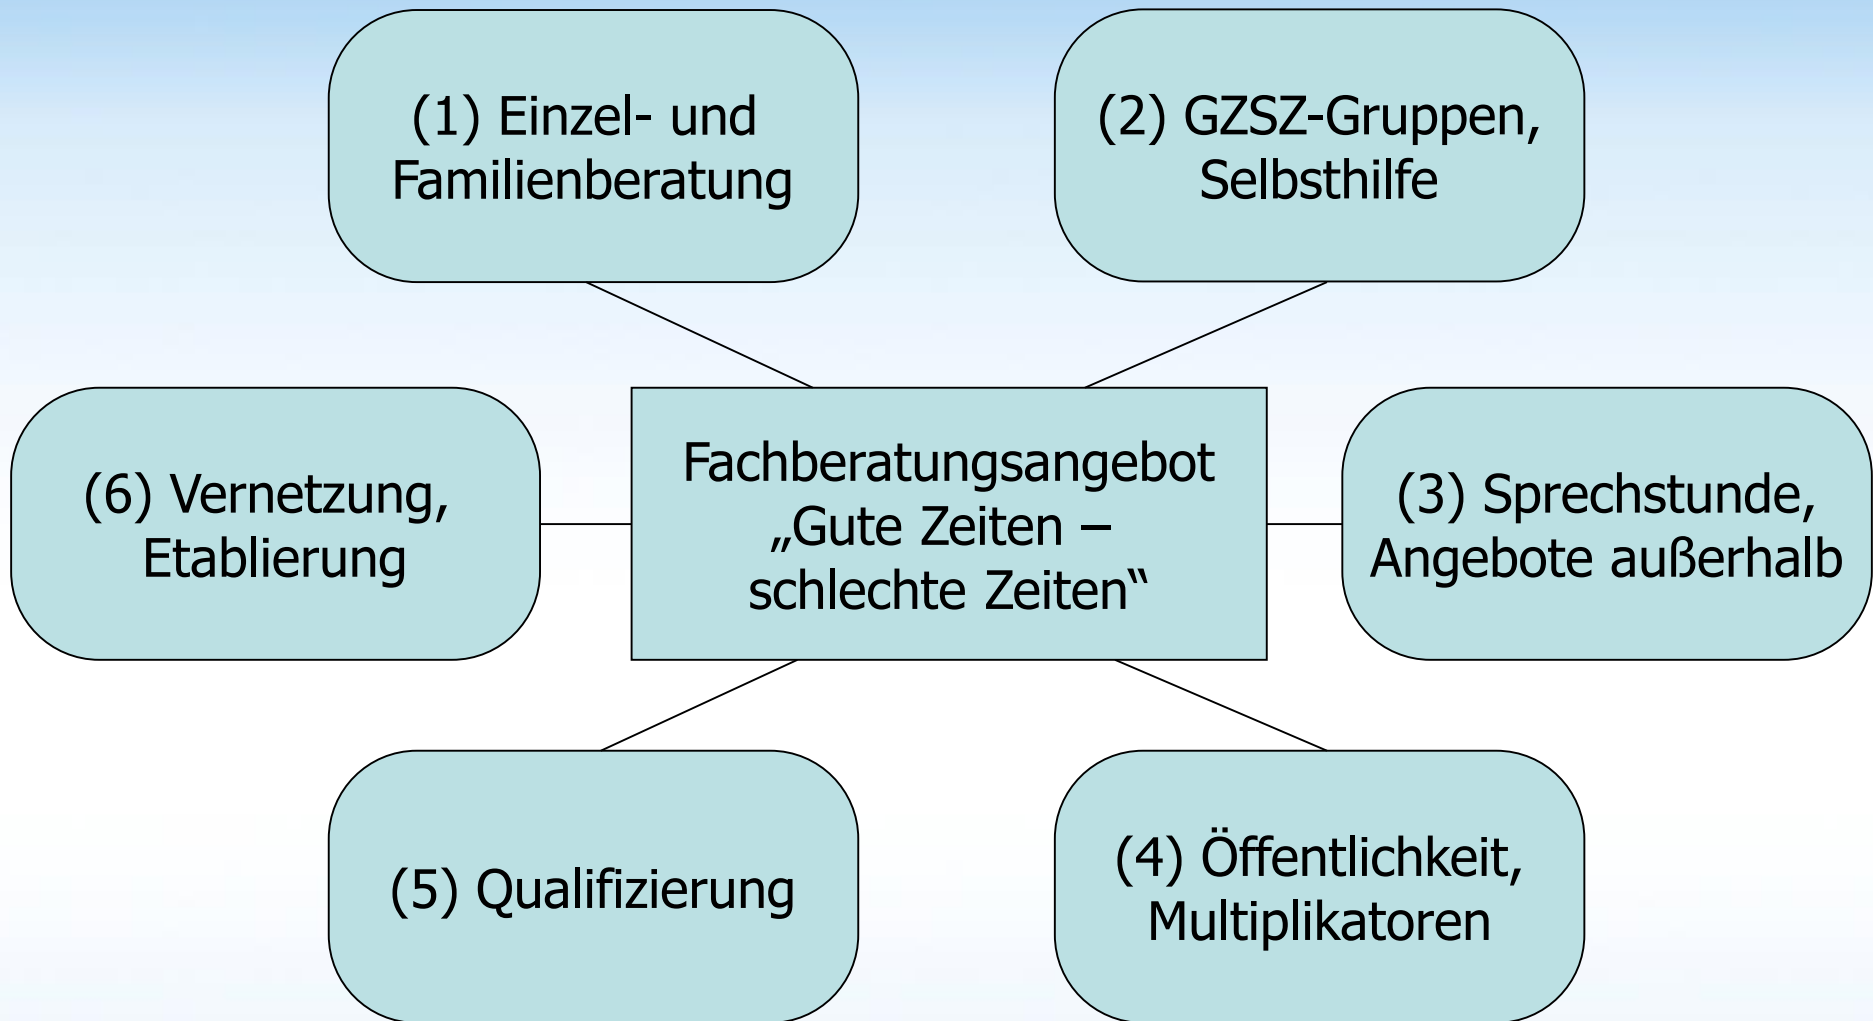 (1) Einzel- und
Familienberatung
(2) GZSZ-Gruppen,
Selbsthilfe
Fachberatungsangebot
„Gute Zeiten –
schlechte Zeiten“
(3) Sprechstunde,
Angebote außerhalb
(4) Öffentlichkeit,
Multiplikatoren
(5) Qualifizierung
(6) Vernetzung,
Etablierung